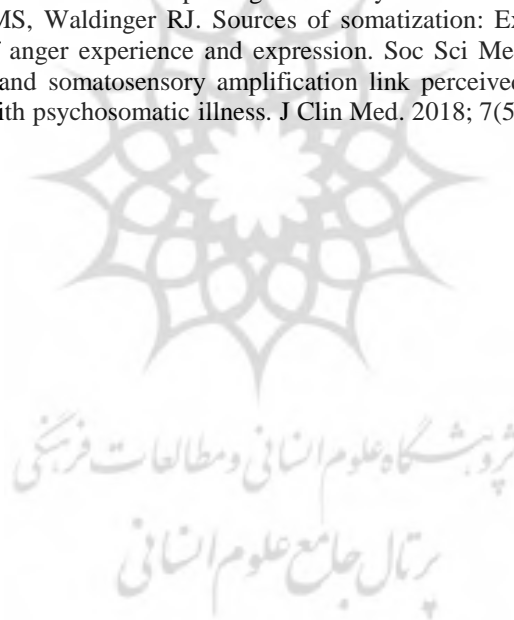 MS, Waldinger RJ. Sources of somatization: Ex
f anger experience and expression. Soc Sci Me
and somatosensory amplification link perceived
ith psychosomatic illness. J Clin Med. 2018; 7(5
پژوهشگاه علوم انسانی و مطالعات فرهنگی
پرتال جامع علوم انسانی